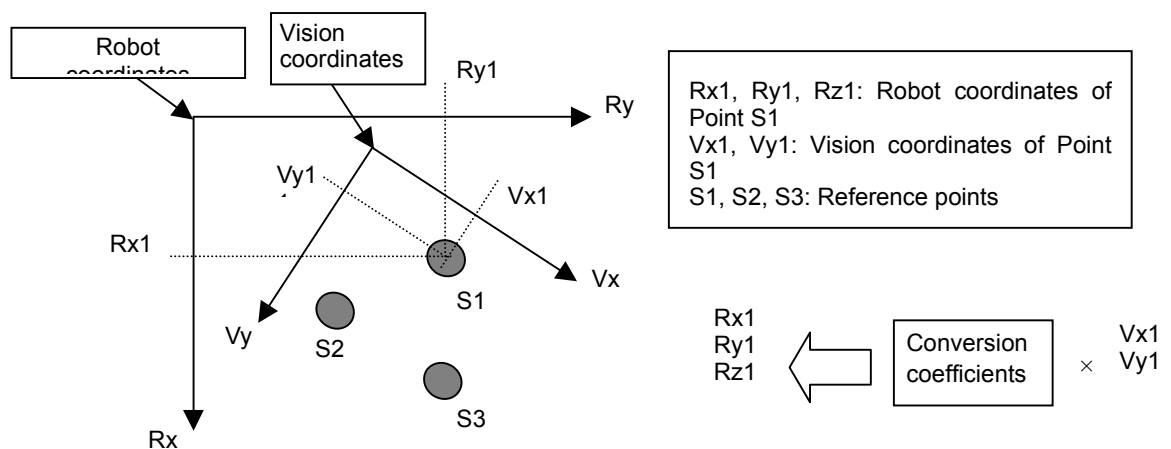 Robot
coordinates
Vision
coordinates
Ry1
Ry
Vy1
Vx1
Rx1
Vx
S1
Vy
S2
S3
Rx
Rx1, Ry1, Rz1: Robot coordinates of
Point S1
Vx1, Vy1: Vision coordinates of Point
S1
S1, S2, S3: Reference points
Rx1
Ry1
Rz1
Conversion
coefficients
×
Vx1
Vy1